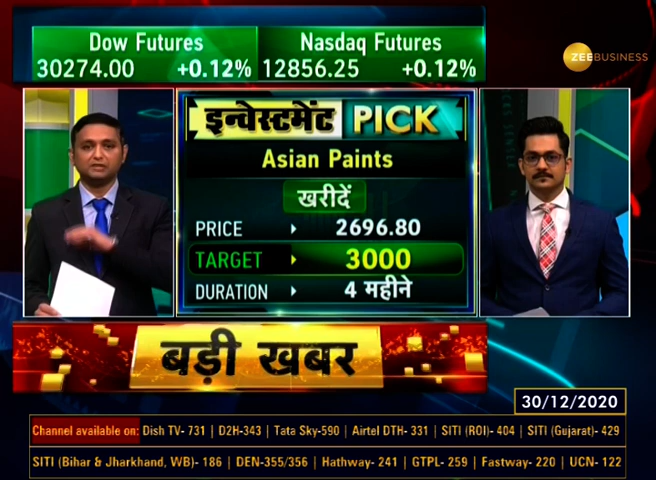 Dow Futures
30274.00 +0.12%
Nasdaq Futures
12856.25 +0.12%
ZEEBUSINESS
इन्वेस्टमेंट PICK
Asian Paints
खरीदें
PRICE 2696.80
TARGET 3000
DURATION 4 महीने
बड़ी खबर
30/12/2020
Channel available on: Dish TV- 731 | D2H-343 | Tata Sky-590 | Airtel DTH- 331 | SITI (ROI)- 404 | SITI (Gujarat)- 429
SITI (Bihar & Jharkhand, WB)- 186 | DEN-355/356 | Hathway- 241 | GTPL- 259 | Fastway- 220 | UCN- 122